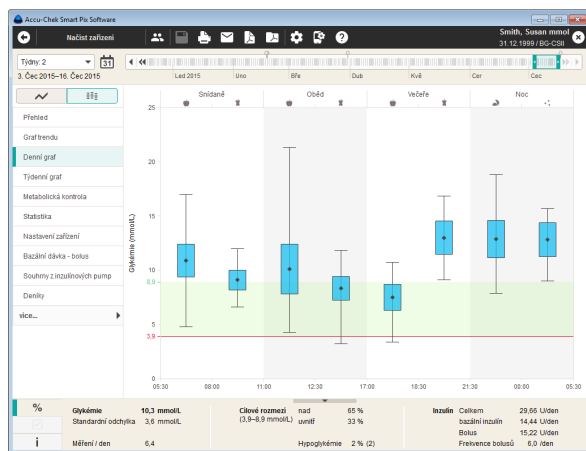 Accu-Chek Smart Pix Software
Načíst zařízení
Smith, Susan mmol
31.12.1999 / BG-CSII
Týdny: 2
31
3. Čec 2015–16. Čec 2015
Led 2015 Úno Bře Dub Kvě Čer Čec
Přehled
Graf trendu
Denní graf
Týdenní graf
Metabolická kontrola
Statistika
Nastavení zařízení
Bazální dávka - bolus
Souhrny z inzulínových pump
Deníky
více...
Snídaně Oběd Večeře Noc
Glykémie (mmol/L)
25
20
15
10
8,9
5
3,9
0
05:30 08:00 11:00 12:30 17:00 18:30 21:30 00:00 05:30
%
i
Glykémie 10,3 mmol/L
Standardní odchylka 3,6 mmol/L
Měření / den 6,4
Cílové rozmezí nad 65 %
(3,9–8,9 mmol/L) uvnitř 33 %
Hypoglykémie 2 % (2)
Inzulín Celkem 29,66 U/den
bazální inzulín 14,44 U/den
Bolus 15,22 U/den
Frekvence bolusů 6,0 /den